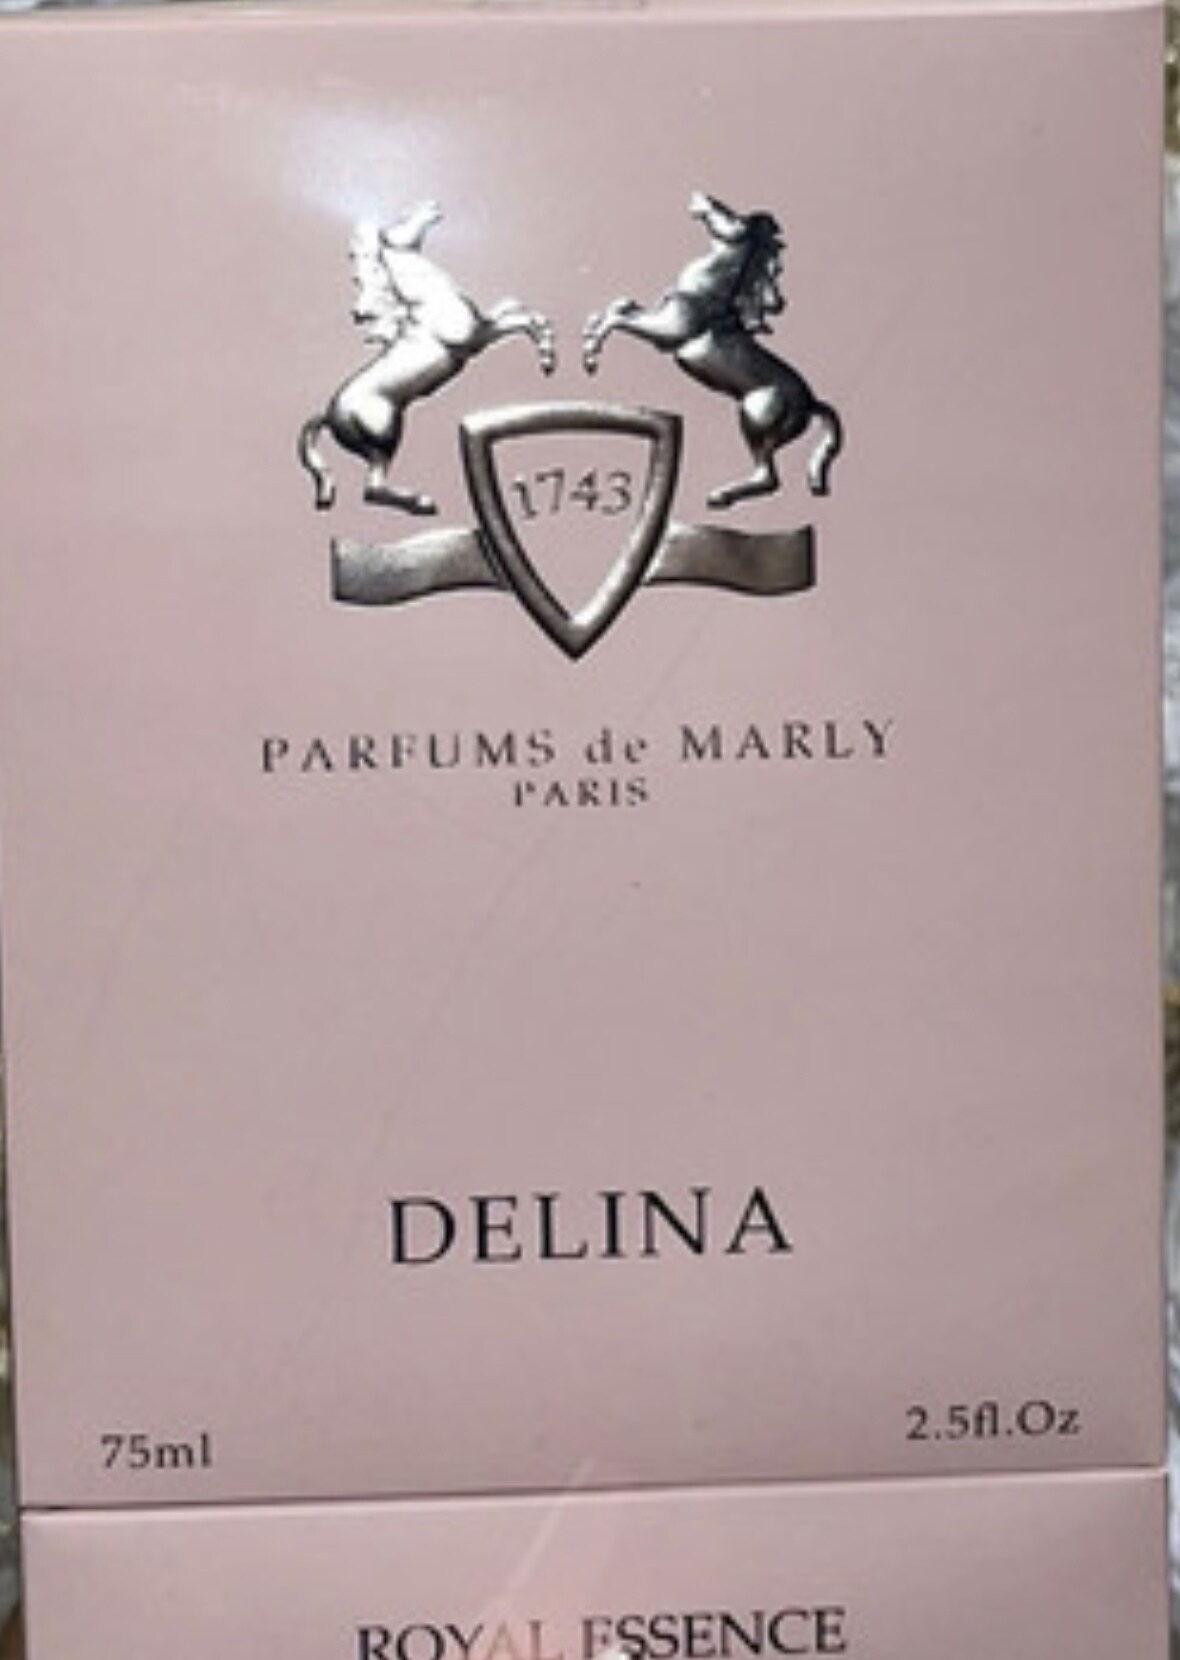 1743
PARFUMS de MARLY
PARIS
DELINA
75ml
2.5fl.Oz
ROYAL ESSENCE